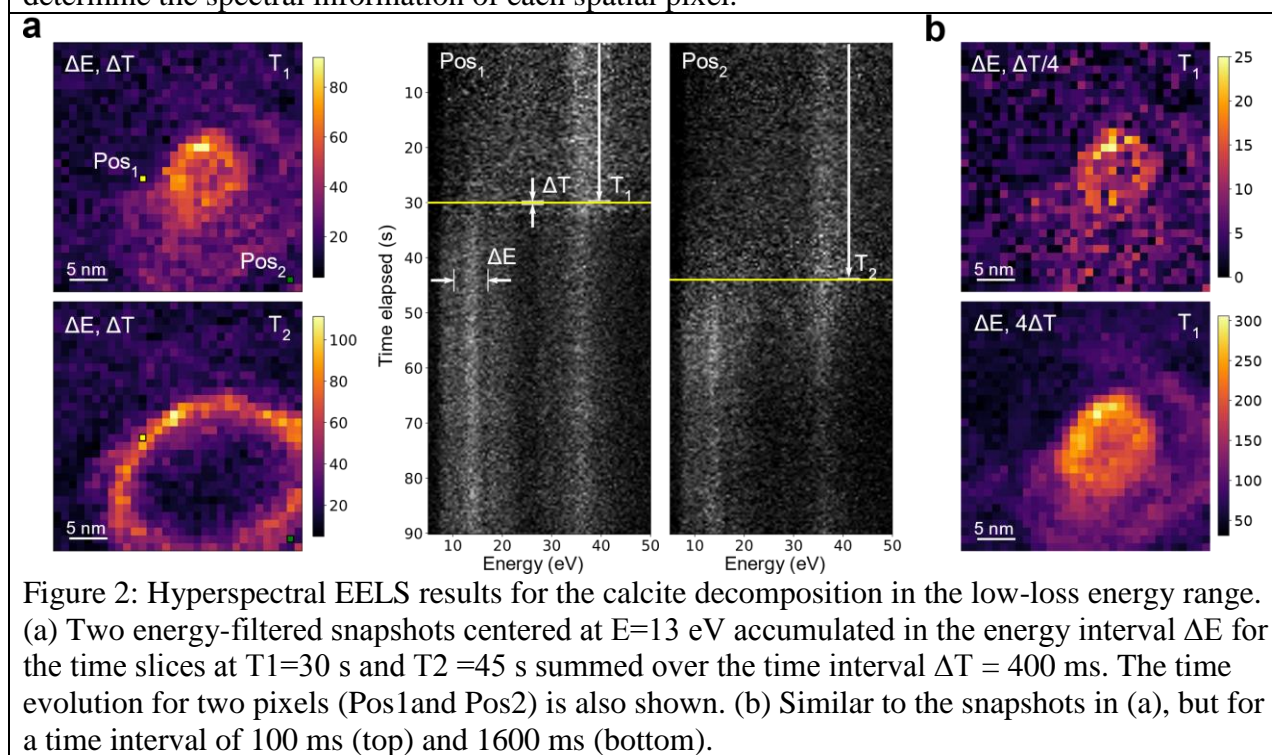 determine the spectral information of each spatial pixel.
a
ΔE, ΔT T₁
Pos₁
Pos₂
5 nm
80
60
40
20
ΔE, ΔT T₂
5 nm
100
80
60
40
20
Time elapsed (s)
10
20
30
40
50
60
70
80
90
Pos₁
ΔT
T₁
ΔE
10 20 30 40 50
Energy (eV)
Pos₂
T₂
10 20 30 40 50
Energy (eV)
b
ΔE, ΔT/4 T₁
5 nm
25
20
15
10
5
0
ΔE, 4ΔT T₁
5 nm
300
250
200
150
100
50
Figure 2: Hyperspectral EELS results for the calcite decomposition in the low-loss energy range.
(a) Two energy-filtered snapshots centered at E=13 eV accumulated in the energy interval ΔE for
the time slices at T1=30 s and T2 =45 s summed over the time interval ΔT = 400 ms. The time
evolution for two pixels (Pos1and Pos2) is also shown. (b) Similar to the snapshots in (a), but for
a time interval of 100 ms (top) and 1600 ms (bottom).